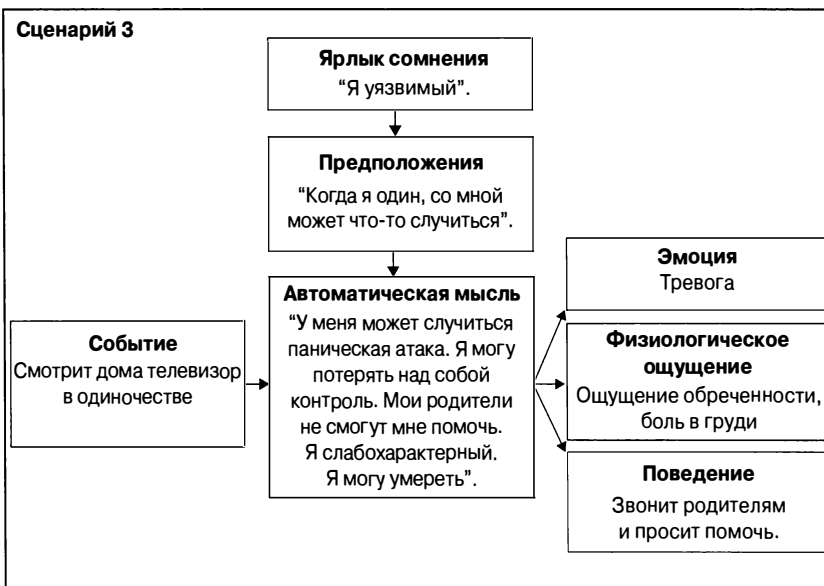 Сценарий 3
Ярлык сомнения
“Я уязвимый”.
Предположения
“Когда я один, со мной
может что-то случиться”.
Автоматическая мысль
“У меня может случиться
паническая атака. Я могу
потерять над собой
контроль. Мои родители
не смогут мне помочь.
Я слабохарактерный.
Я могу умереть”.
Событие
Смотрит дома телевизор
в одиночестве
Эмоция
Тревога
Физиологическое
ощущение
Ощущение обреченности,
боль в груди
Поведение
Звонит родителям
и просит помочь.